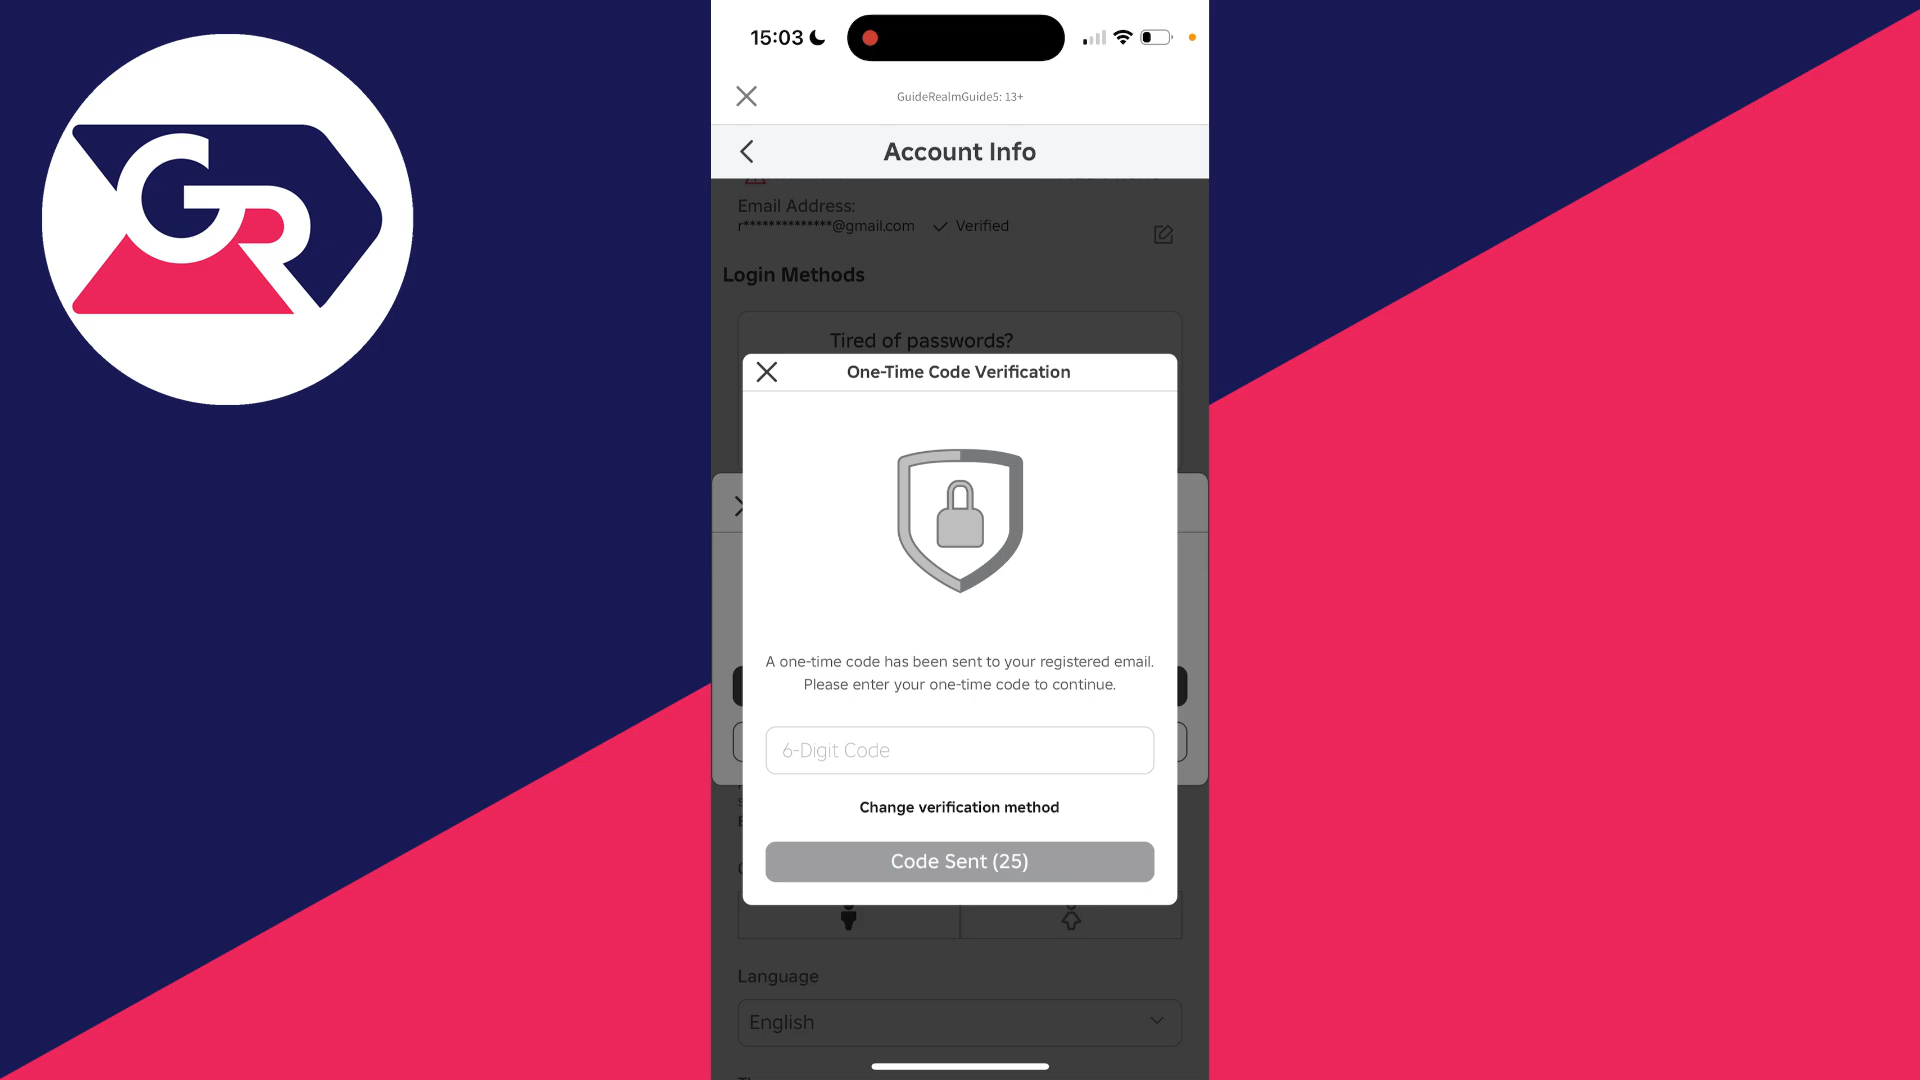 GR
15:03
GuideRealmGuide5: 13+
Account Info
Email Address:
r**************@gmail.com Verified
Login Methods
Tired of passwords?
One-Time Code Verification
A one-time code has been sent to your registered email.
Please enter your one-time code to continue.
6-Digit Code
Change verification method
Code Sent (25)
Language
English